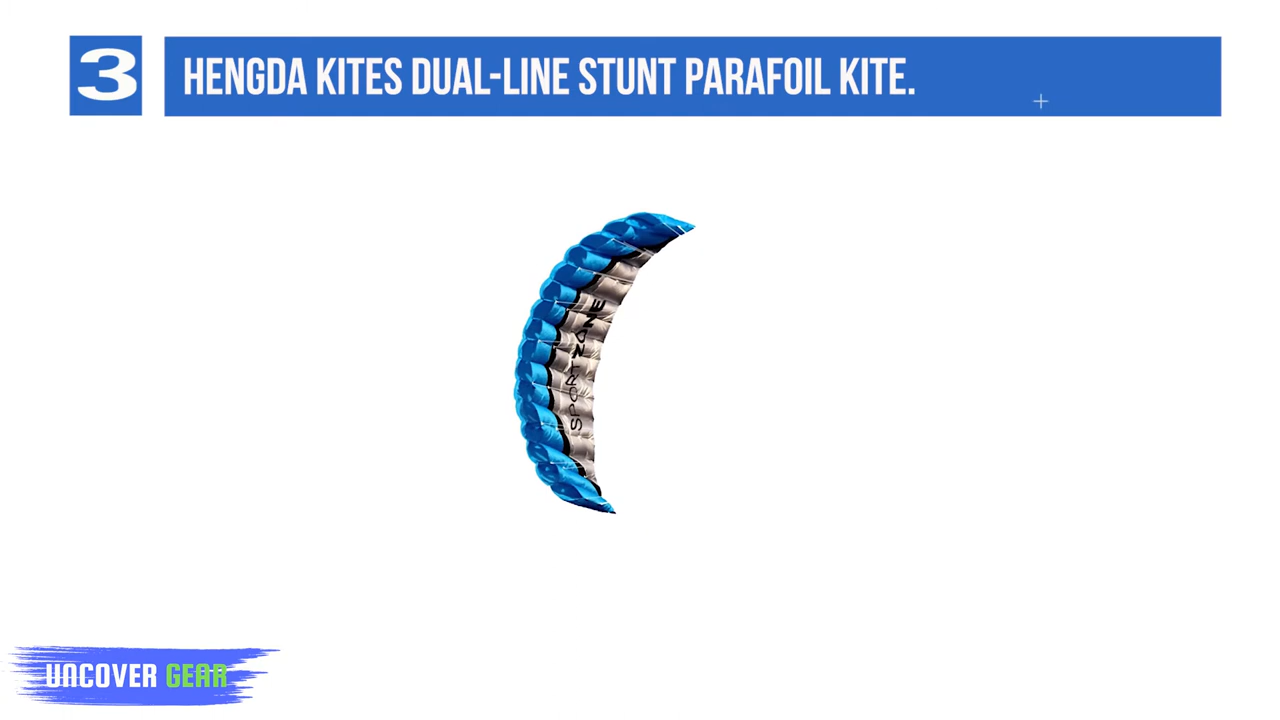 3
HENGDA KITES DUAL-LINE STUNT PARAFOIL KITE.
SPORTZONE
UNCOVER GEAR